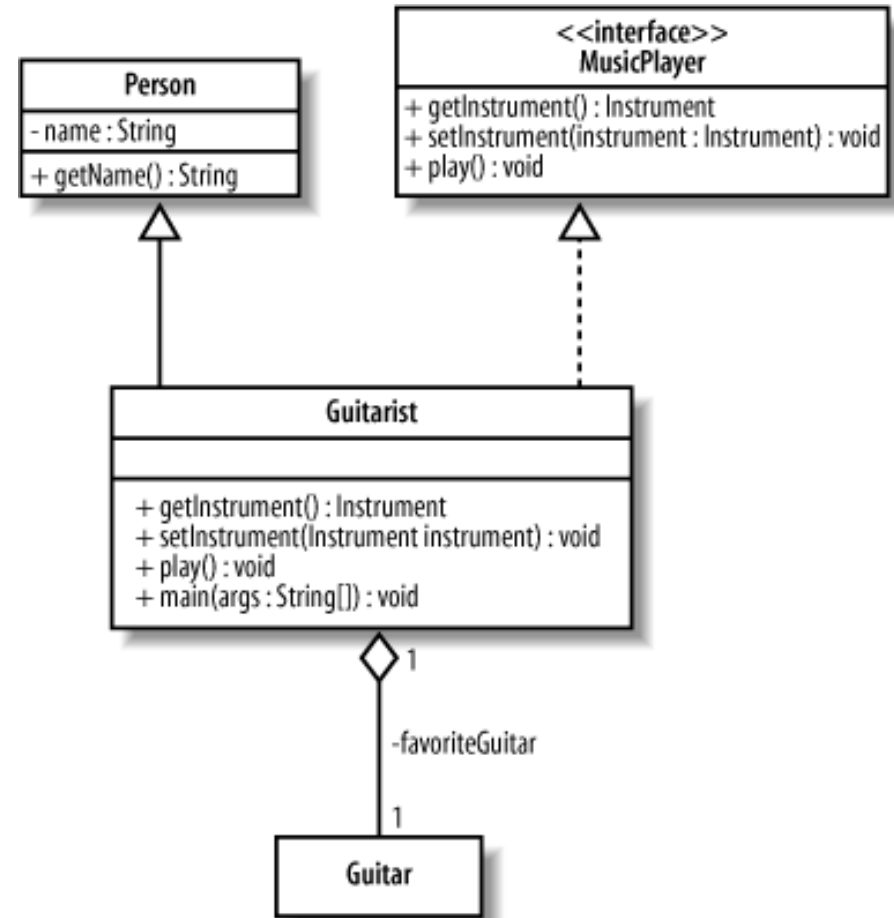 Person
- name : String
+ getName() : String
<<interface>>
MusicPlayer
+ getInstrument() : Instrument
+ setInstrument(instrument : Instrument) : void
+ play() : void
Guitarist
+ getInstrument() : Instrument
+ setInstrument(Instrument instrument) : void
+ play() : void
+ main(args : String[]) : void
1
-favoriteGuitar
1
Guitar